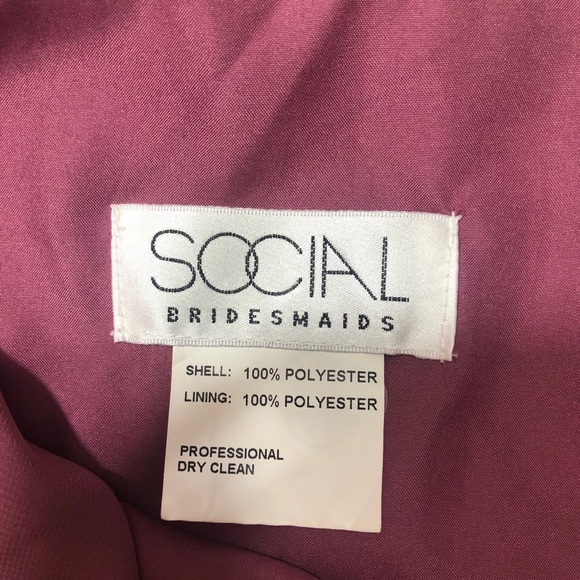 SOCIAL
BRIDESMAIDS
SHELL: 100% POLYESTER
LINING: 100% POLYESTER
PROFESSIONAL
DRY CLEAN